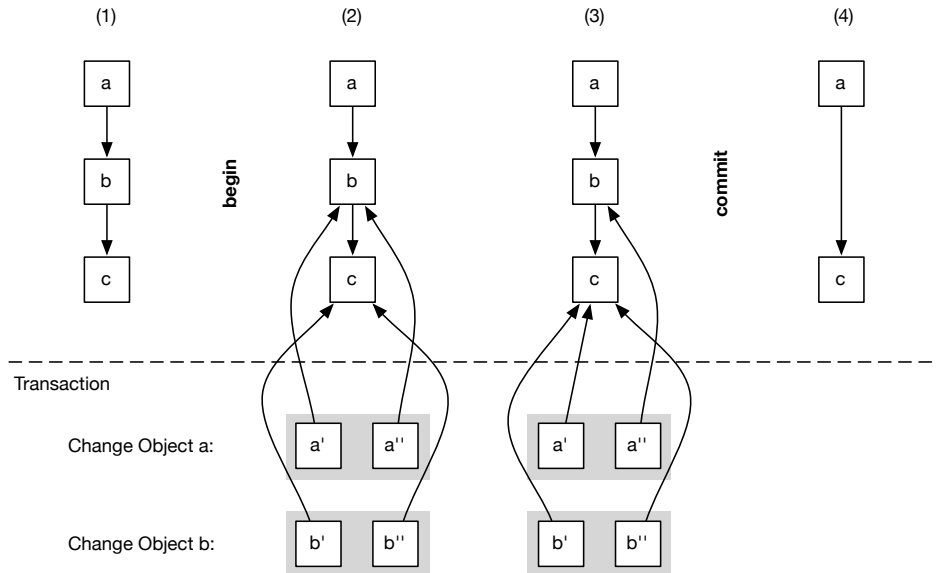 (1) (2) (3) (4)
a a a a
b b b
begin
commit
c c c c
Transaction
Change Object a: a' a'' a' a''
Change Object b: b' b'' b' b''